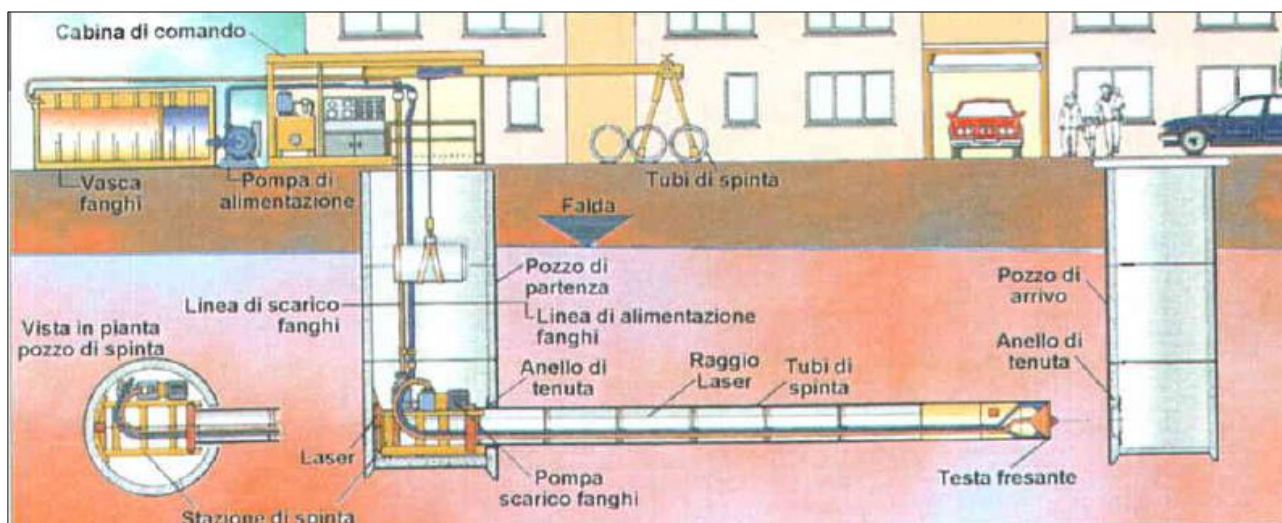 Cabina di comando
Vasca
fanghi
Pompa di
alimentazione
Tubi di spinta
Falda
Pozzo di
partenza
Linea di scarico
fanghi
Linea di alimentazione
fanghi
Pozzo di
arrivo
Vista in pianta
pozzo di spinta
Anello di
tenuta
Raggio
Laser
Tubi di
spinta
Anello di
tenuta
Laser
Pompa
scarico fanghi
Testa fresante
Stazione di spinta